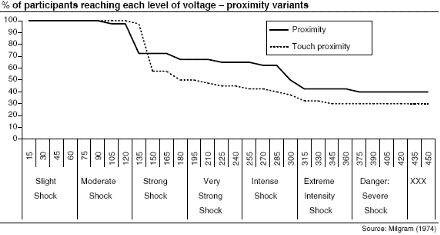 % of participants reaching each level of voltage – proximity variants
100
90
80
70
60
50
40
30
20
10
0
Proximity
Touch proximity
15 30 45 60 75 90 105 120 135 150 165 180 195 210 225 240 255 270 285 300 315 330 345 360 375 390 405 420 435 450
Slight Moderate Strong Very Intense Extreme Danger: XXX
Shock Shock Shock Strong Shock Intensity Severe
Shock Shock Shock
Source: Milgram (1974)